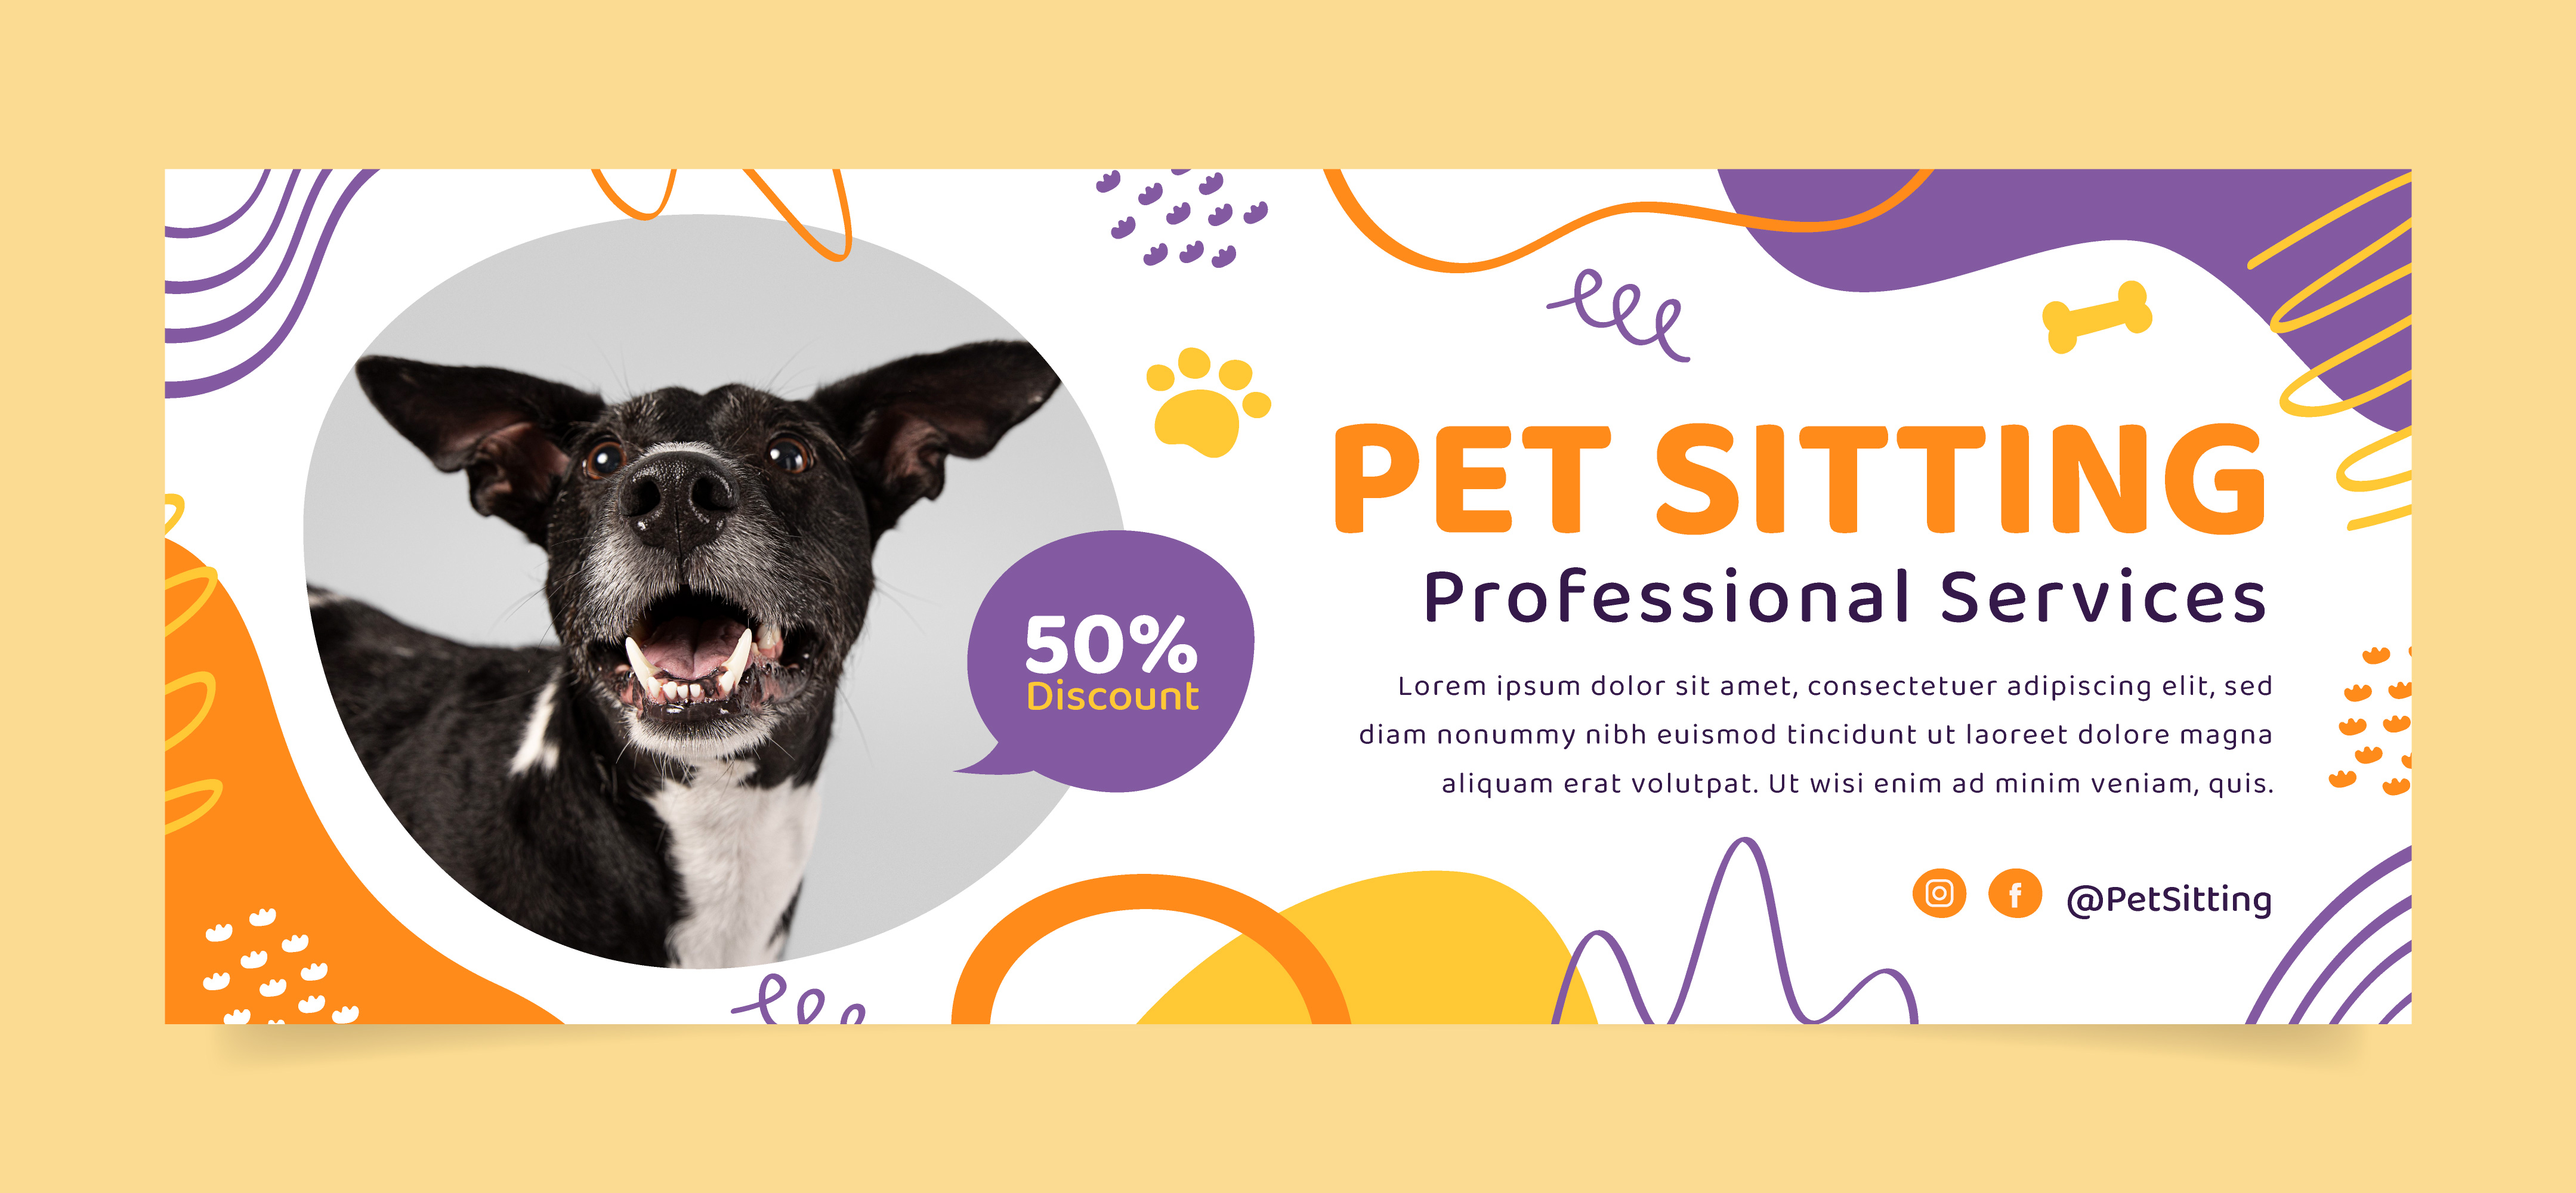 50%
Discount
PET SITTING
Professional Services
Lorem ipsum dolor sit amet, consectetuer adipiscing elit, sed
diam nonummy nibh euismod tincidunt ut laoreet dolore magna
aliquam erat volutpat. Ut wisi enim ad minim veniam, quis.
@PetSitting